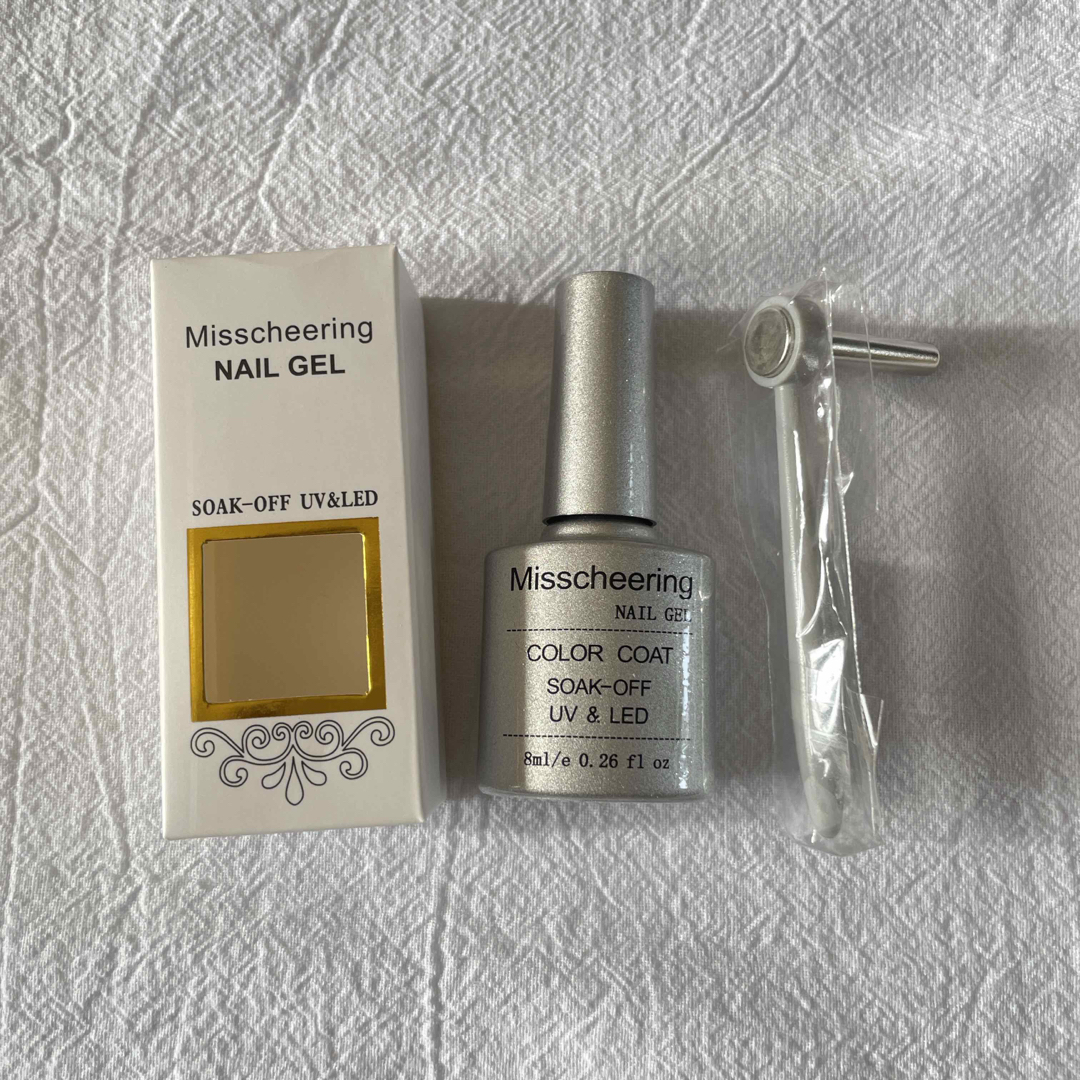 Misscheering
NAIL GEL
SOAK-OFF UV&LED
Misscheering
NAIL GEL
COLOR COAT
SOAK-OFF
UV & LED
8ml/e 0.26 fl oz